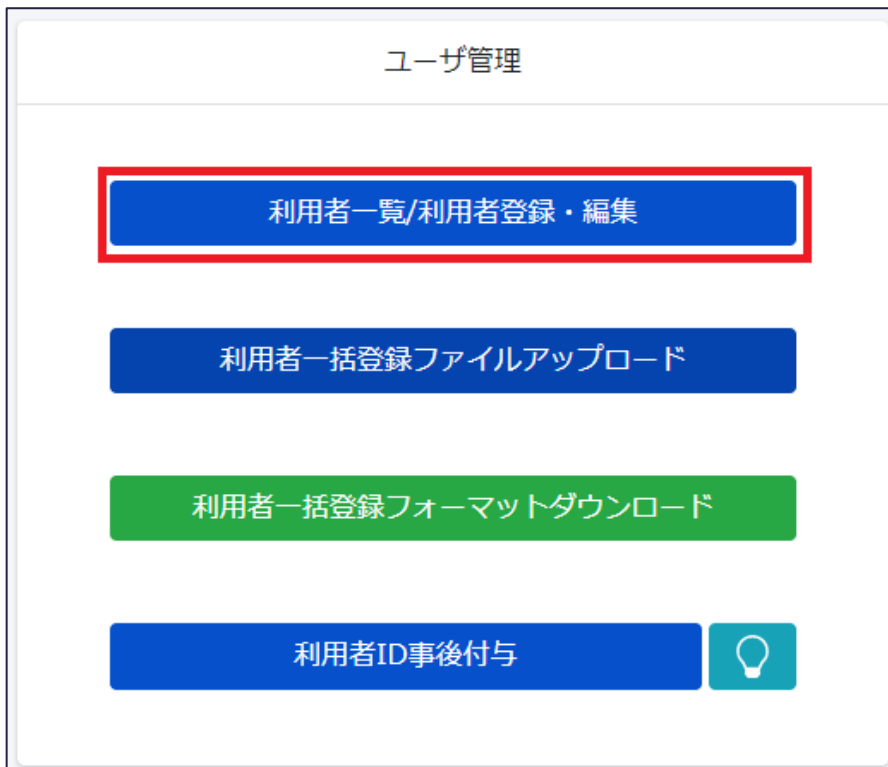 ユーザ管理
利用者一覧/利用者登録・編集
利用者一括登録ファイルアップロード
利用者一括登録フォーマットダウンロード
利用者ID事後付与